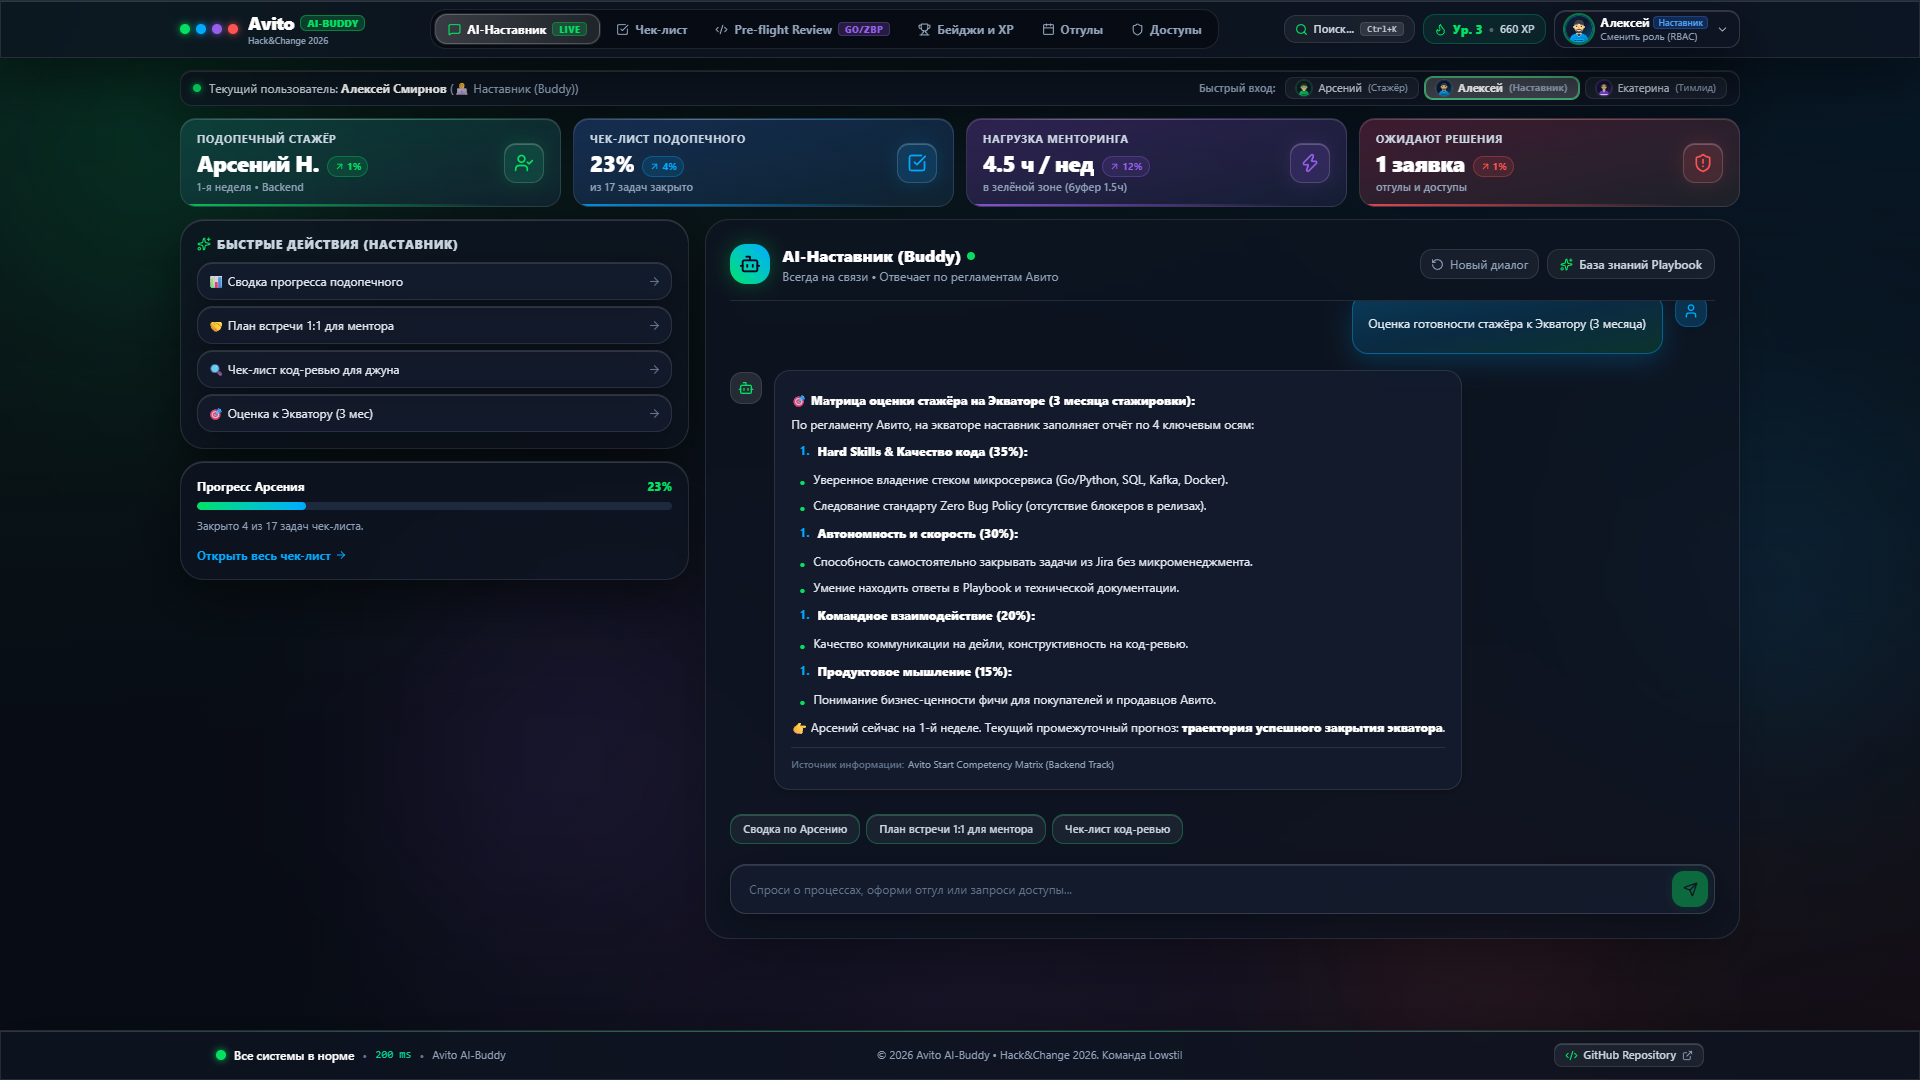 Avito AI-BUDDY
Hack&Change 2026
AI-Наставник LIVE
Чек-лист
Pre-flight Review GO/ZBP
Бейджи и XP
Отгулы
Доступы
Поиск... Ctrl+K
Ур. 3 • 660 XP
Алексей Наставник
Сменить роль (RBAC)
Текущий пользователь: Алексей Смирнов (Наставник (Buddy))
Быстрый вход:
Арсений (Стажёр)
Алексей (Наставник)
Екатерина (Тимлид)
ПОДОПЕЧНЫЙ СТАЖЁР
Арсений Н. ↗ 1%
1-я неделя • Backend
ЧЕК-ЛИСТ ПОДОПЕЧНОГО
23% ↗ 4%
из 17 задач закрыто
НАГРУЗКА МЕНТОРИНГА
4.5 ч / нед ↗ 12%
в зелёной зоне (буфер 1.5ч)
ОЖИДАЮТ РЕШЕНИЯ
1 заявка ↗ 1%
отгулы и доступы
БЫСТРЫЕ ДЕЙСТВИЯ (НАСТАВНИК)
Сводка прогресса подопечного →
План встречи 1:1 для ментора →
Чек-лист код-ревью для джуна →
Оценка к Экватору (3 мес) →
Прогресс Арсения 23%
Закрыто 4 из 17 задач чек-листа.
Открыть весь чек-лист →
AI-Наставник (Buddy)
Всегда на связи • Отвечает по регламентам Авито
Новый диалог
База знаний Playbook
Оценка готовности стажёра к Экватору (3 месяца)
Матрица оценки стажёра на Экваторе (3 месяца стажировки):
По регламенту Авито, на экваторе наставник заполняет отчёт по 4 ключевым осям:
1. Hard Skills & Качество кода (35%):
• Уверенное владение стеком микросервиса (Go/Python, SQL, Kafka, Docker).
• Следование стандарту Zero Bug Policy (отсутствие блокеров в релизах).
1. Автономность и скорость (30%):
• Способность самостоятельно закрывать задачи из Jira без микроменеджмента.
• Умение находить ответы в Playbook и технической документации.
1. Командное взаимодействие (20%):
• Качество коммуникации на дейли, конструктивность на код-ревью.
1. Продуктовое мышление (15%):
• Понимание бизнес-ценности фичи для покупателей и продавцов Авито.
👉 Арсений сейчас на 1-й неделе. Текущий промежуточный прогноз: траектория успешного закрытия экватора.
Источник информации: Avito Start Competency Matrix (Backend Track)
Сводка по Арсению
План встречи 1:1 для ментора
Чек-лист код-ревью
Спроси о процессах, оформи отгул или запроси доступы...
Все системы в норме • 200 ms • Avito AI-Buddy
© 2026 Avito AI-Buddy • Hack&Change 2026. Команда Lowstil
GitHub Repository